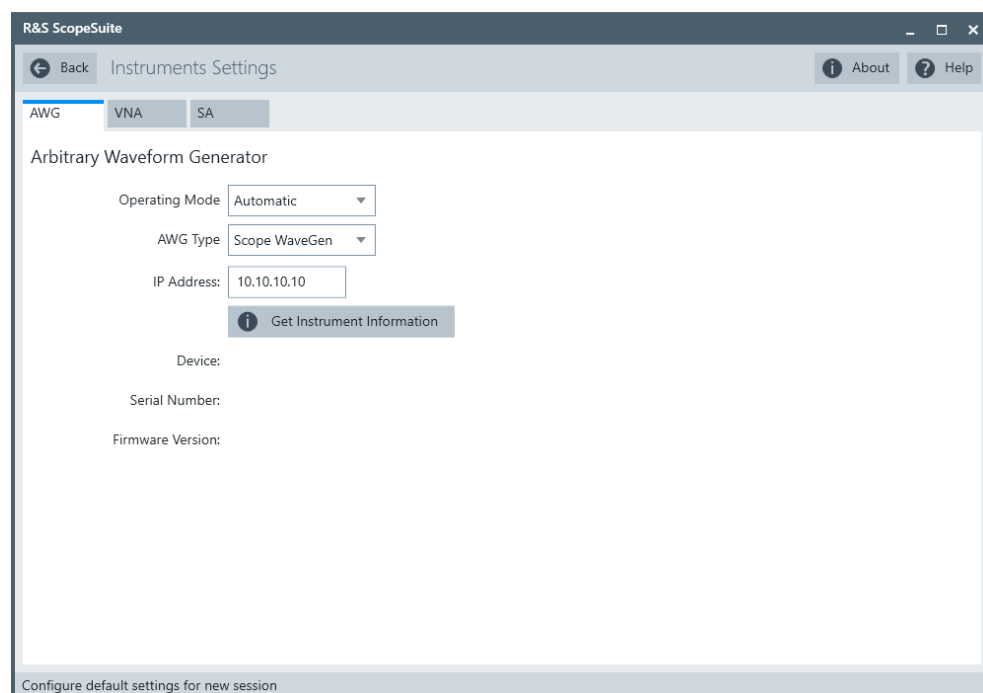 R&S ScopeSuite
Back Instruments Settings About Help
AWG VNA SA
Arbitrary Waveform Generator
Operating Mode Automatic
AWG Type Scope WaveGen
IP Address: 10.10.10.10
Get Instrument Information
Device:
Serial Number:
Firmware Version:
Configure default settings for new session